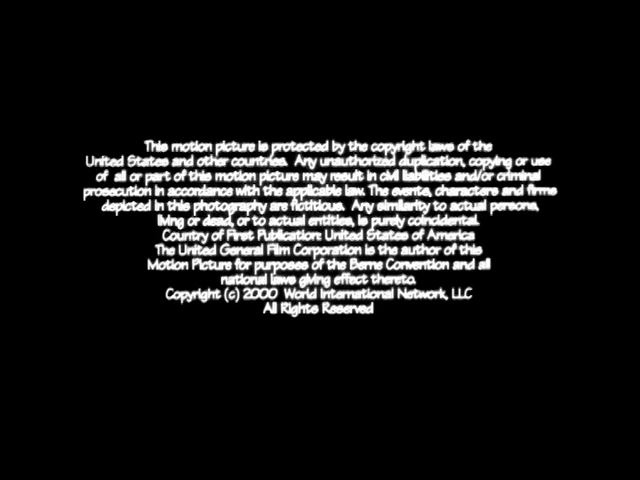 This motion picture is protected by the copyright laws of the
United States and other countries. Any unauthorized duplication, copying or use
of all or part of this motion picture may result in civil liabilities and/or criminal
prosecution in accordance with the applicable law. The events, characters and firms
depicted in this photography are fictitious. Any similarity to actual persons,
living or dead, or to actual entities, is purely coincidental.
Country of First Publication: United States of America
The United General Film Corporation is the author of this
Motion Picture for purposes of the Berne Convention and all
national laws giving effect thereto.
Copyright (c) 2000 World International Network, LLC
All Rights Reserved